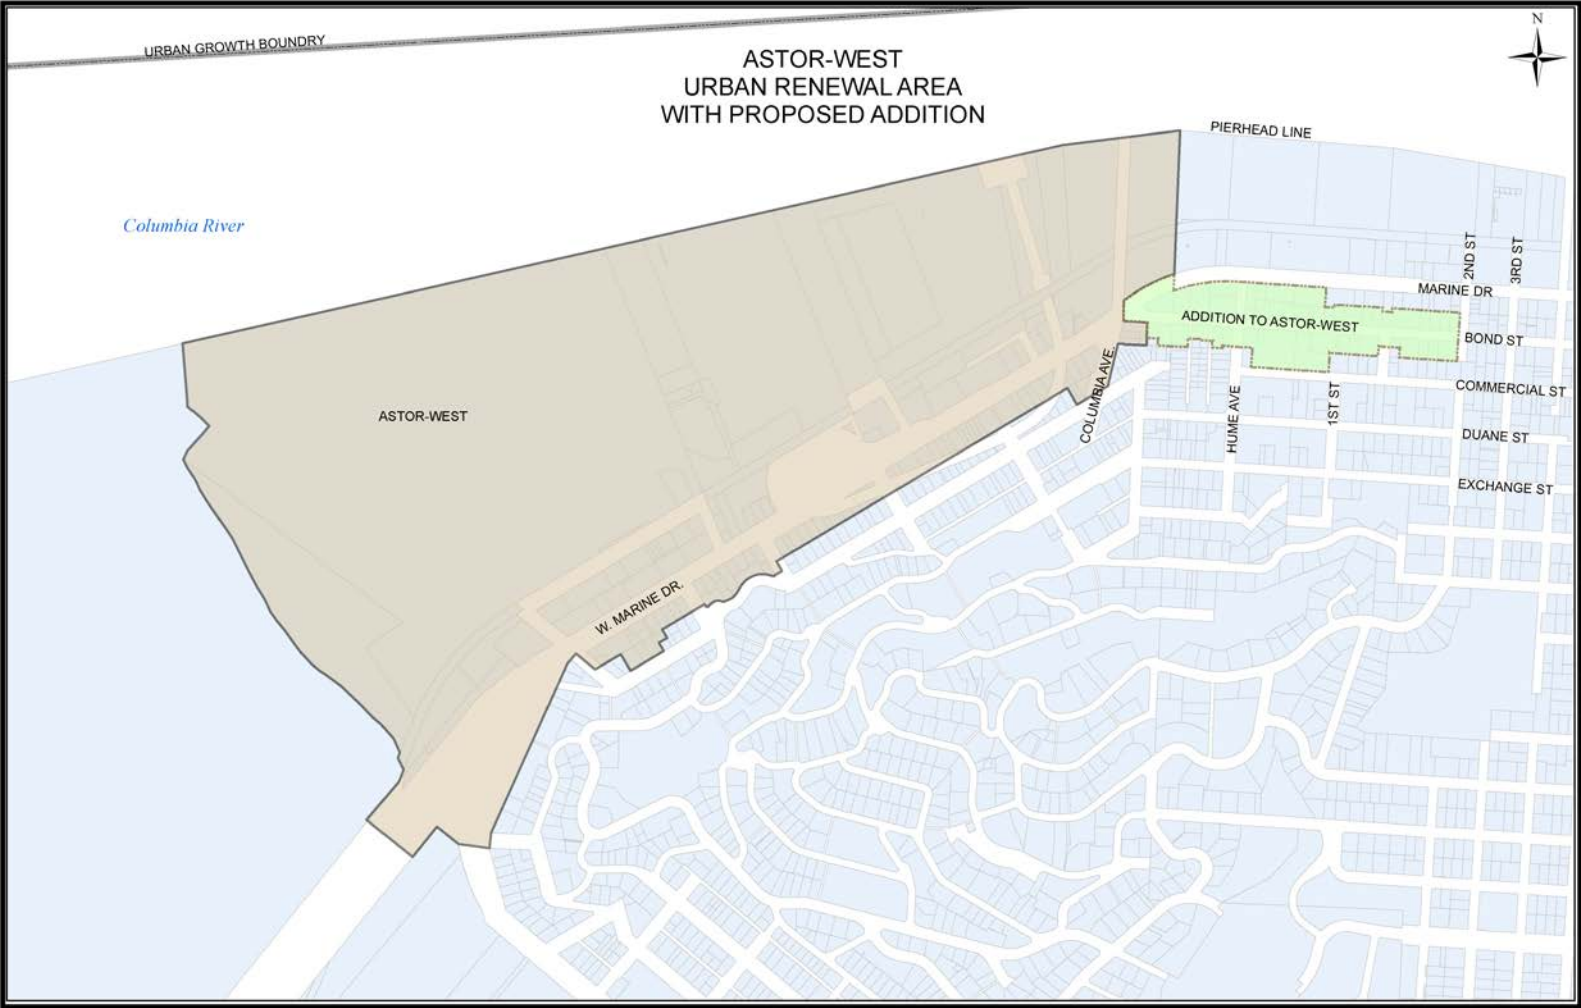 N
URBAN GROWTH BOUNDRY
ASTOR-WEST
URBAN RENEWAL AREA
WITH PROPOSED ADDITION
PIERHEAD LINE
Columbia River
2ND ST
3RD ST
MARINE DR
ADDITION TO ASTOR-WEST
BOND ST
COLUMBIA AVE.
COMMERCIAL ST
HUME AVE
1ST ST
ASTOR-WEST
DUANE ST
EXCHANGE ST
W. MARINE DR.